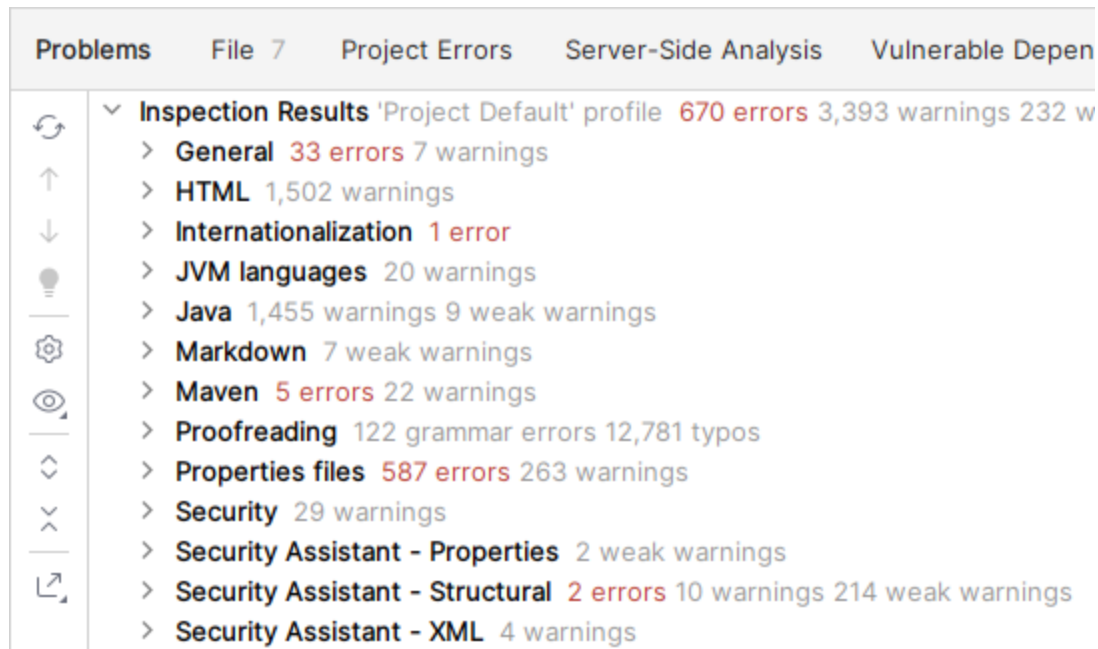 Problems File 7 Project Errors Server-Side Analysis Vulnerable Depen
Inspection Results 'Project Default' profile 670 errors 3,393 warnings 232 w
General 33 errors 7 warnings
HTML 1,502 warnings
Internationalization 1 error
JVM languages 20 warnings
Java 1,455 warnings 9 weak warnings
Markdown 7 weak warnings
Maven 5 errors 22 warnings
Proofreading 122 grammar errors 12,781 typos
Properties files 587 errors 263 warnings
Security 29 warnings
Security Assistant - Properties 2 weak warnings
Security Assistant - Structural 2 errors 10 warnings 214 weak warnings
Security Assistant - XML 4 warnings